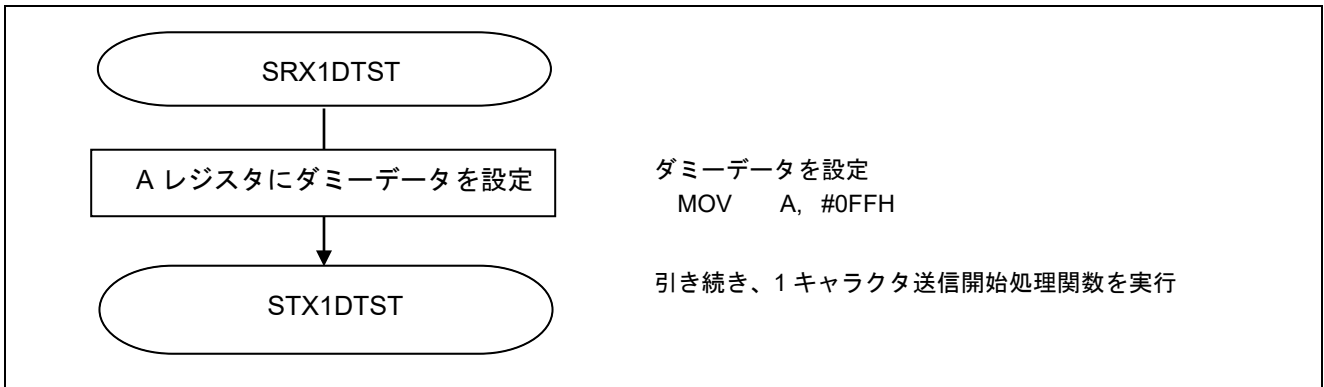 SRX1DTST
A レジスタにダミーデータを設定
ダミーデータを設定
MOV A, #0FFH
引き続き、1 キャラクタ送信開始処理関数を実行
STX1DTST